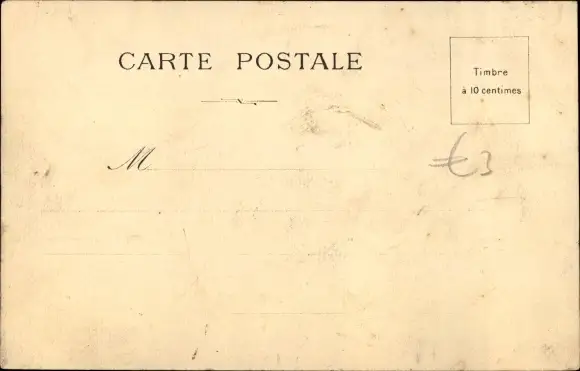 CARTE POSTALE
Timbre
à 10 centimes
M
€3